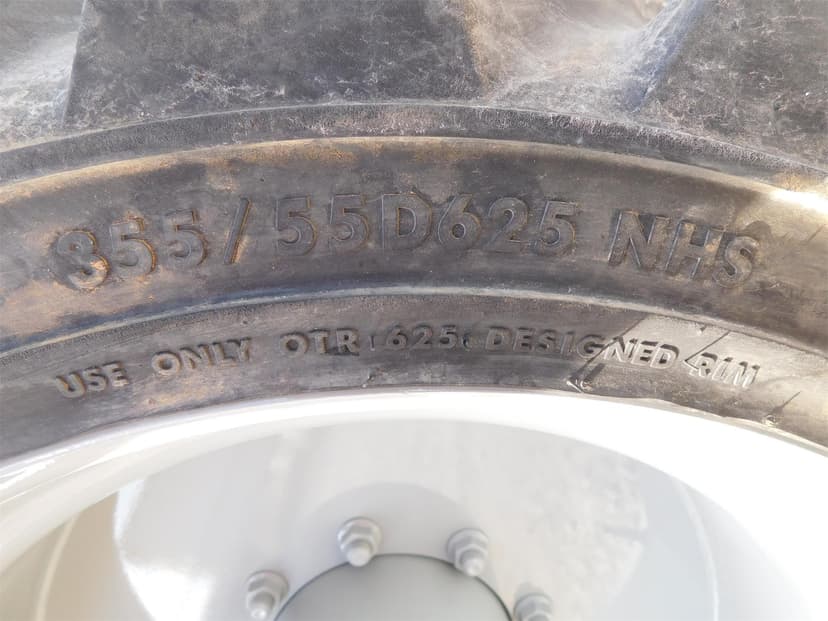 355/55D625 NHS
USE ONLY OTR 625 DESIGNED RIM